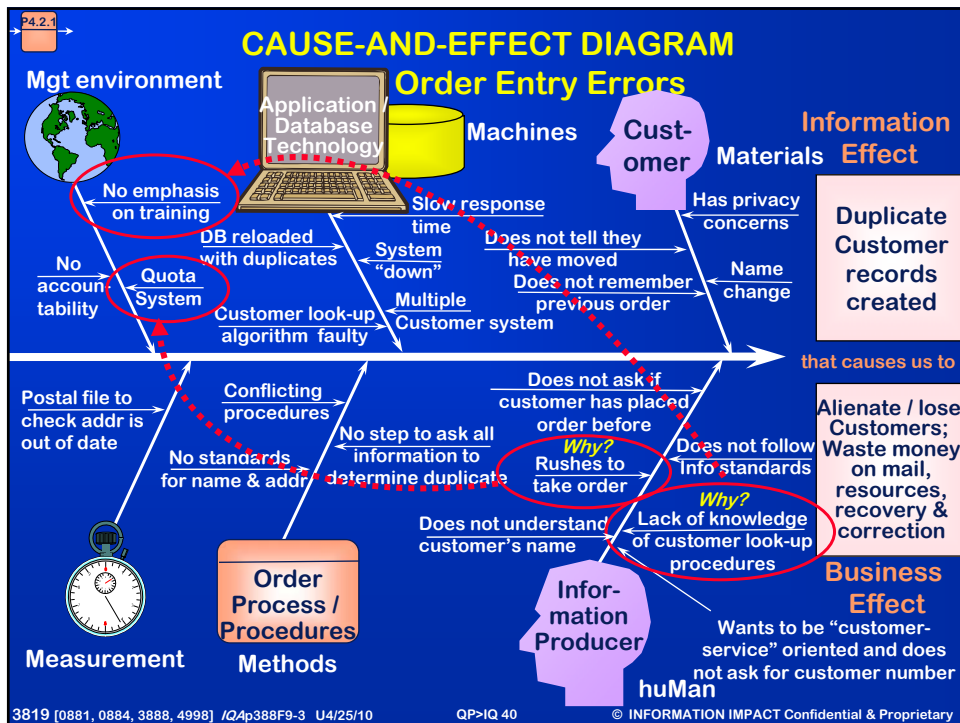 P4.2.1
CAUSE-AND-EFFECT DIAGRAM
Order Entry Errors
Mgt environment
Application /
Database
Technology
Machines
Cust-
omer
Materials
Information
Effect
No emphasis
on training
No
accoun-
tability
Quota
System
DB reloaded
with duplicates
Customer look-up
algorithm faulty
Slow response
time
System
“down”
Multiple
Customer system
Does not tell they
have moved
Does not remember
previous order
Has privacy
concerns
Name
change
Duplicate
Customer
records
created
that causes us to
Postal file to
check addr is
out of date
Conflicting
procedures
No standards
for name & addr
No step to ask all
information to
determine duplicate
Does not ask if
customer has placed
order before
Why?
Rushes to
take order
Does not understand
customer’s name
Does not follow
Info standards
Why?
Lack of knowledge
of customer look-up
procedures
Alienate / lose
Customers;
Waste money
on mail,
resources,
recovery &
correction
Business
Effect
Measurement
Order
Process /
Procedures
Methods
Infor-
mation
Producer
huMan
Wants to be “customer-
service” oriented and does
not ask for customer number
3819 [0881, 0884, 3888, 4998] IQAp388F9-3 U4/25/10 QP>IQ 40 © INFORMATION IMPACT Confidential & Proprietary